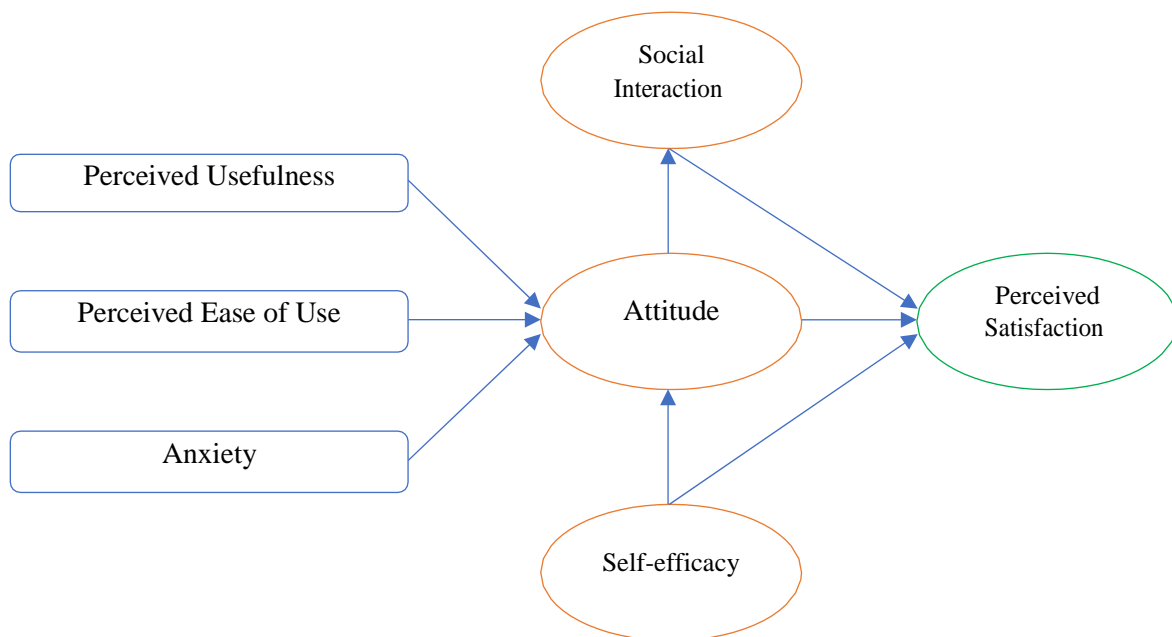 Social
Interaction
Perceived Usefulness
Perceived Ease of Use
Attitude
Perceived
Satisfaction
Anxiety
Self-efficacy